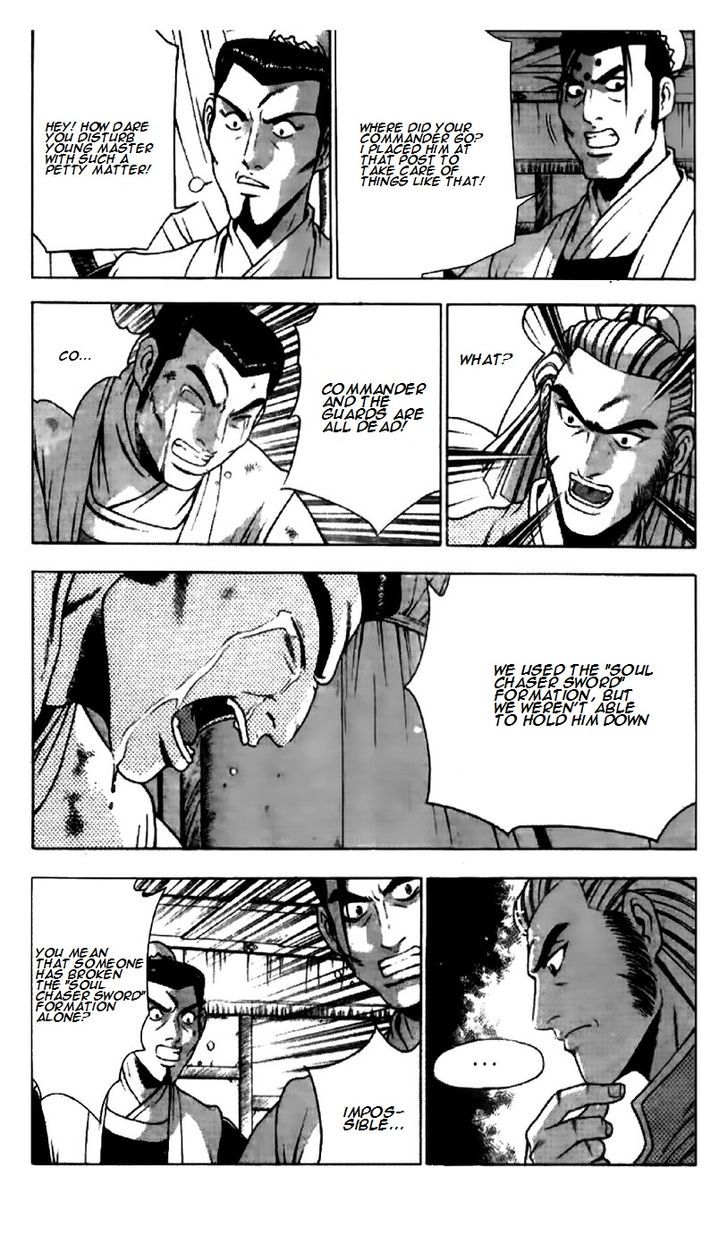 HEY! HOW DARE
YOU DISTURB
YOUNG MASTER
WITH SUCH A
PETTY MATTER!
WHERE DID YOUR
COMMANDER GO?
I PLACED HIM AT
THAT POST TO
TAKE CARE OF
THINGS LIKE THAT!
CO...
COMMANDER
AND THE
GUARDS ARE
ALL DEAD!
WHAT?
WE USED THE "SOUL
CHASER SWORD"
FORMATION, BUT
WE WEREN'T ABLE
TO HOLD HIM DOWN
YOU MEAN
THAT SOMEONE
HAS BROKEN
THE "SOUL
CHASER SWORD"
FORMATION
ALONE?
IMPOS-
SIBLE...
...